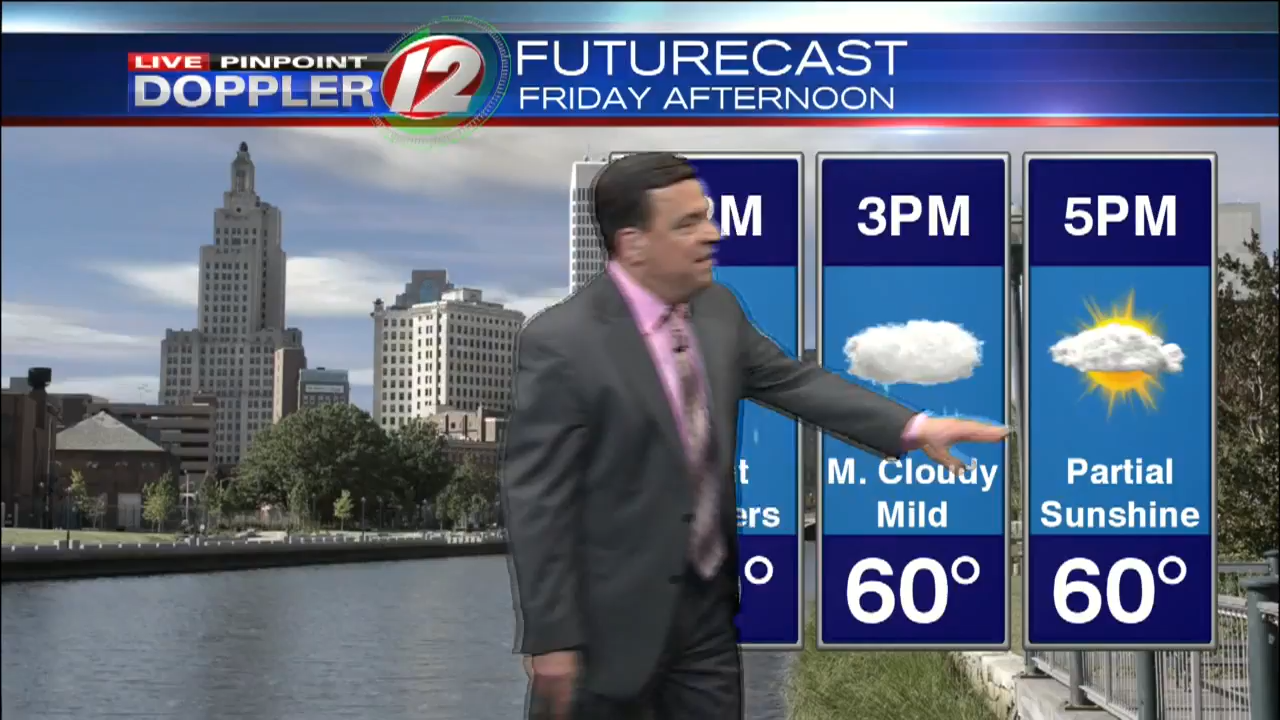 LIVE PINPOINT
DOPPLER 12
FUTURECAST
FRIDAY AFTERNOON
3PM
M. Cloudy
Mild
60°
5PM
Partial
Sunshine
60°